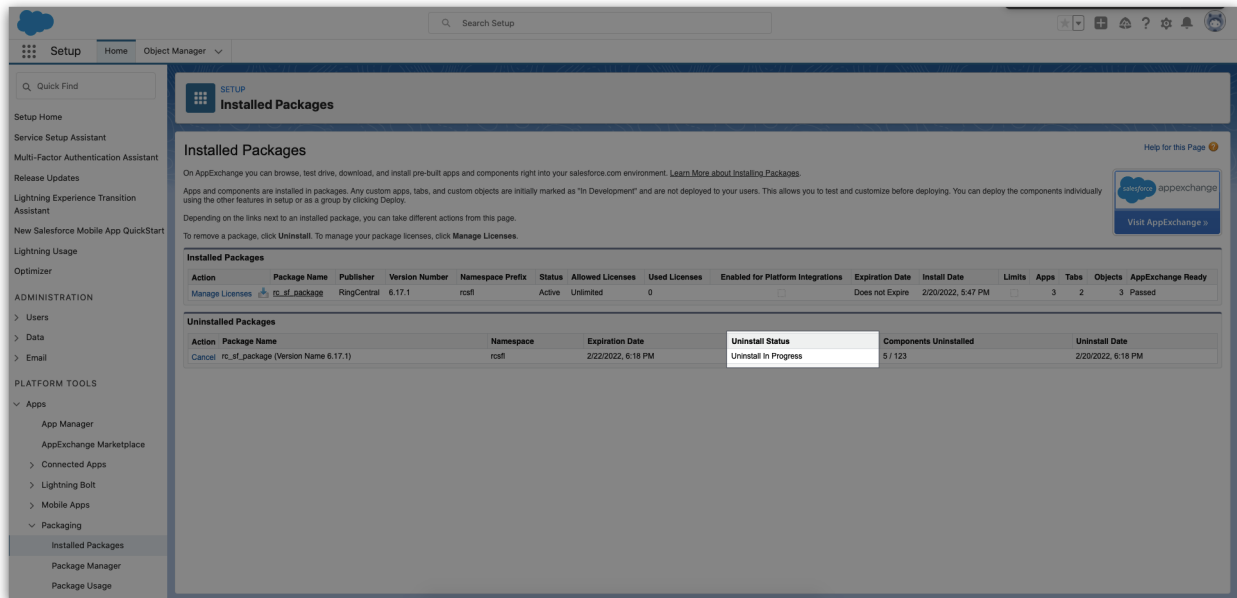 Search Setup
Setup
Home
Object Manager
Quick Find
Setup Home
Service Setup Assistant
Multi-Factor Authentication Assistant
Release Updates
Lightning Experience Transition
Assistant
New Salesforce Mobile App QuickStart
Lightning Usage
Optimizer
ADMINISTRATION
Users
Data
Email
PLATFORM TOOLS
Apps
App Manager
AppExchange Marketplace
Connected Apps
Lightning Bolt
Mobile Apps
Packaging
Installed Packages
Package Manager
Package Usage
SETUP
Installed Packages
Installed Packages
Help for this Page
On AppExchange you can browse, test drive, download, and install pre-built apps and components right into your salesforce.com environment. Learn More about Installing Packages.
Apps and components are installed in packages. Any custom apps, tabs, and custom objects are initially marked as "In Development" and are not deployed to your users. This allows you to test and customize before deploying. You can deploy the components individually
using the other features in setup or as a group by clicking Deploy.
Depending on the links next to an installed package, you can take different actions from this page.
To remove a package, click Uninstall. To manage your package licenses, click Manage Licenses.
salesforce appexchange
Visit AppExchange »
Installed Packages
Action Package Name Publisher Version Number Namespace Prefix Status Allowed Licenses Used Licenses Enabled for Platform Integrations Expiration Date Install Date Limits Apps Tabs Objects AppExchange Ready
Manage Licenses rc_sf_package RingCentral 6.17.1 rcsfl Active Unlimited 0 Does not Expire 2/20/2022, 5:47 PM 3 2 3 Passed
Uninstalled Packages
Action Package Name Namespace Expiration Date Uninstall Status Components Uninstalled Uninstall Date
Cancel rc_sf_package (Version Name 6.17.1) rcsfl 2/22/2022, 6:18 PM Uninstall In Progress 5 / 123 2/20/2022, 6:18 PM